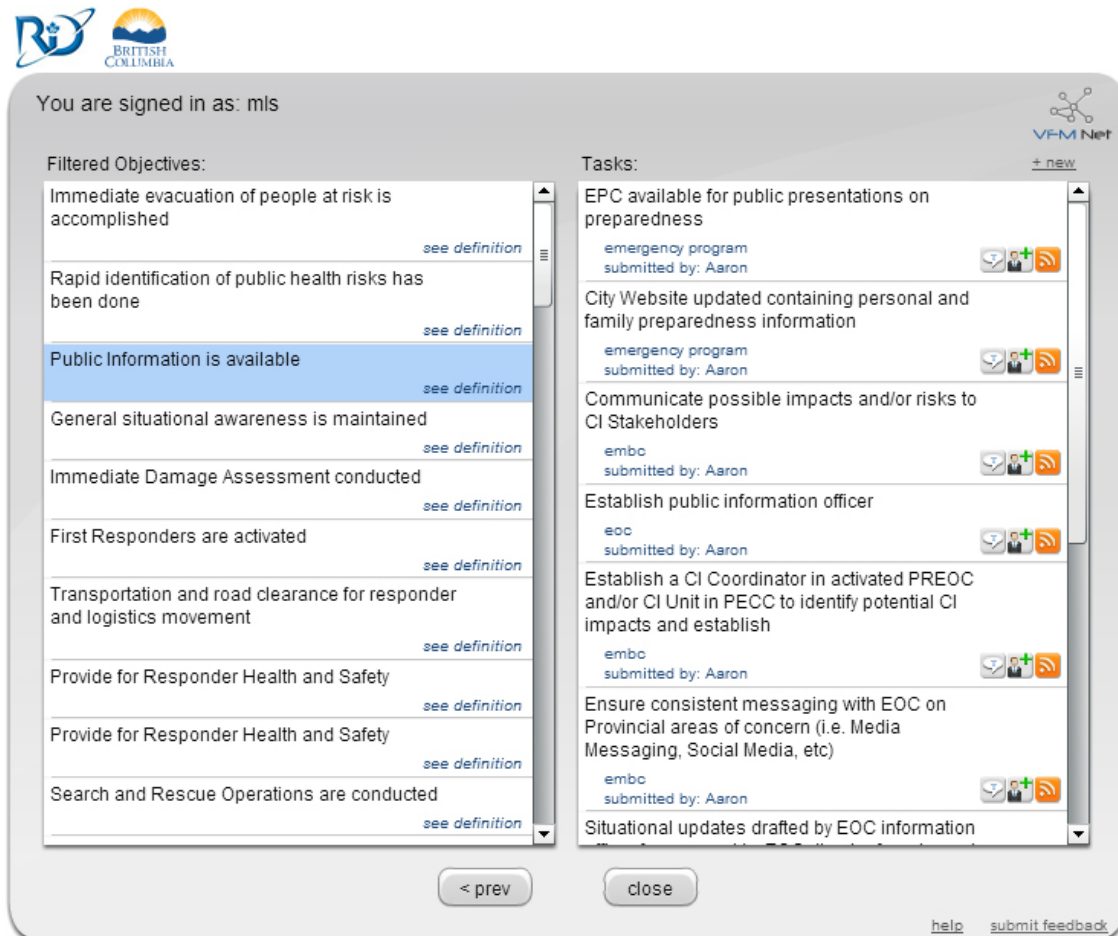 RiD
BRITISH
COLUMBIA
You are signed in as: mls
VFM Net
Filtered Objectives:
Immediate evacuation of people at risk is
accomplished
see definition
Rapid identification of public health risks has
been done
see definition
Public Information is available
see definition
General situational awareness is maintained
see definition
Immediate Damage Assessment conducted
see definition
First Responders are activated
see definition
Transportation and road clearance for responder
and logistics movement
see definition
Provide for Responder Health and Safety
see definition
Provide for Responder Health and Safety
see definition
Search and Rescue Operations are conducted
see definition
Tasks:
+ new
EPC available for public presentations on
preparedness
emergency program
submitted by: Aaron
City Website updated containing personal and
family preparedness information
emergency program
submitted by: Aaron
Communicate possible impacts and/or risks to
CI Stakeholders
embc
submitted by: Aaron
Establish public information officer
eoc
submitted by: Aaron
Establish a CI Coordinator in activated PREOC
and/or CI Unit in PECC to identify potential CI
impacts and establish
embc
submitted by: Aaron
Ensure consistent messaging with EOC on
Provincial areas of concern (i.e. Media
Messaging, Social Media, etc)
embc
submitted by: Aaron
Situational updates drafted by EOC information
< prev
close
help
submit feedback